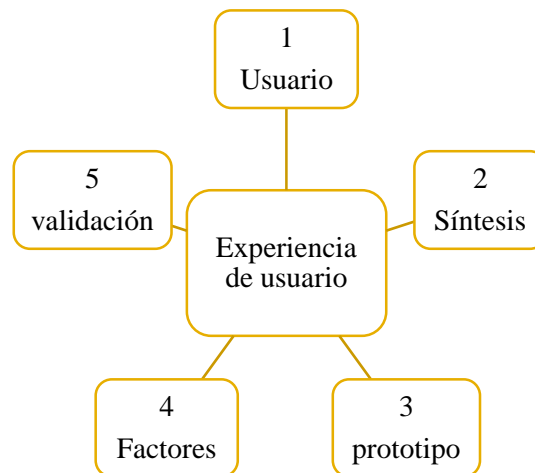 1
Usuario
5
validación
2
Síntesis
Experiencia
de usuario
4
Factores
3
prototipo